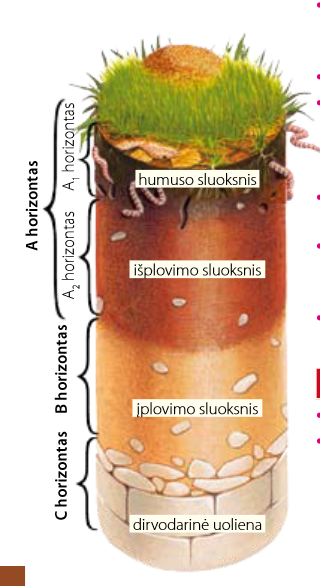 A horizontas
A₁ horizontas
humuso sluoksnis
A₂ horizontas
išplovimo sluoksnis
B horizontas
įplovimo sluoksnis
C horizontas
dirvodarinė uoliena